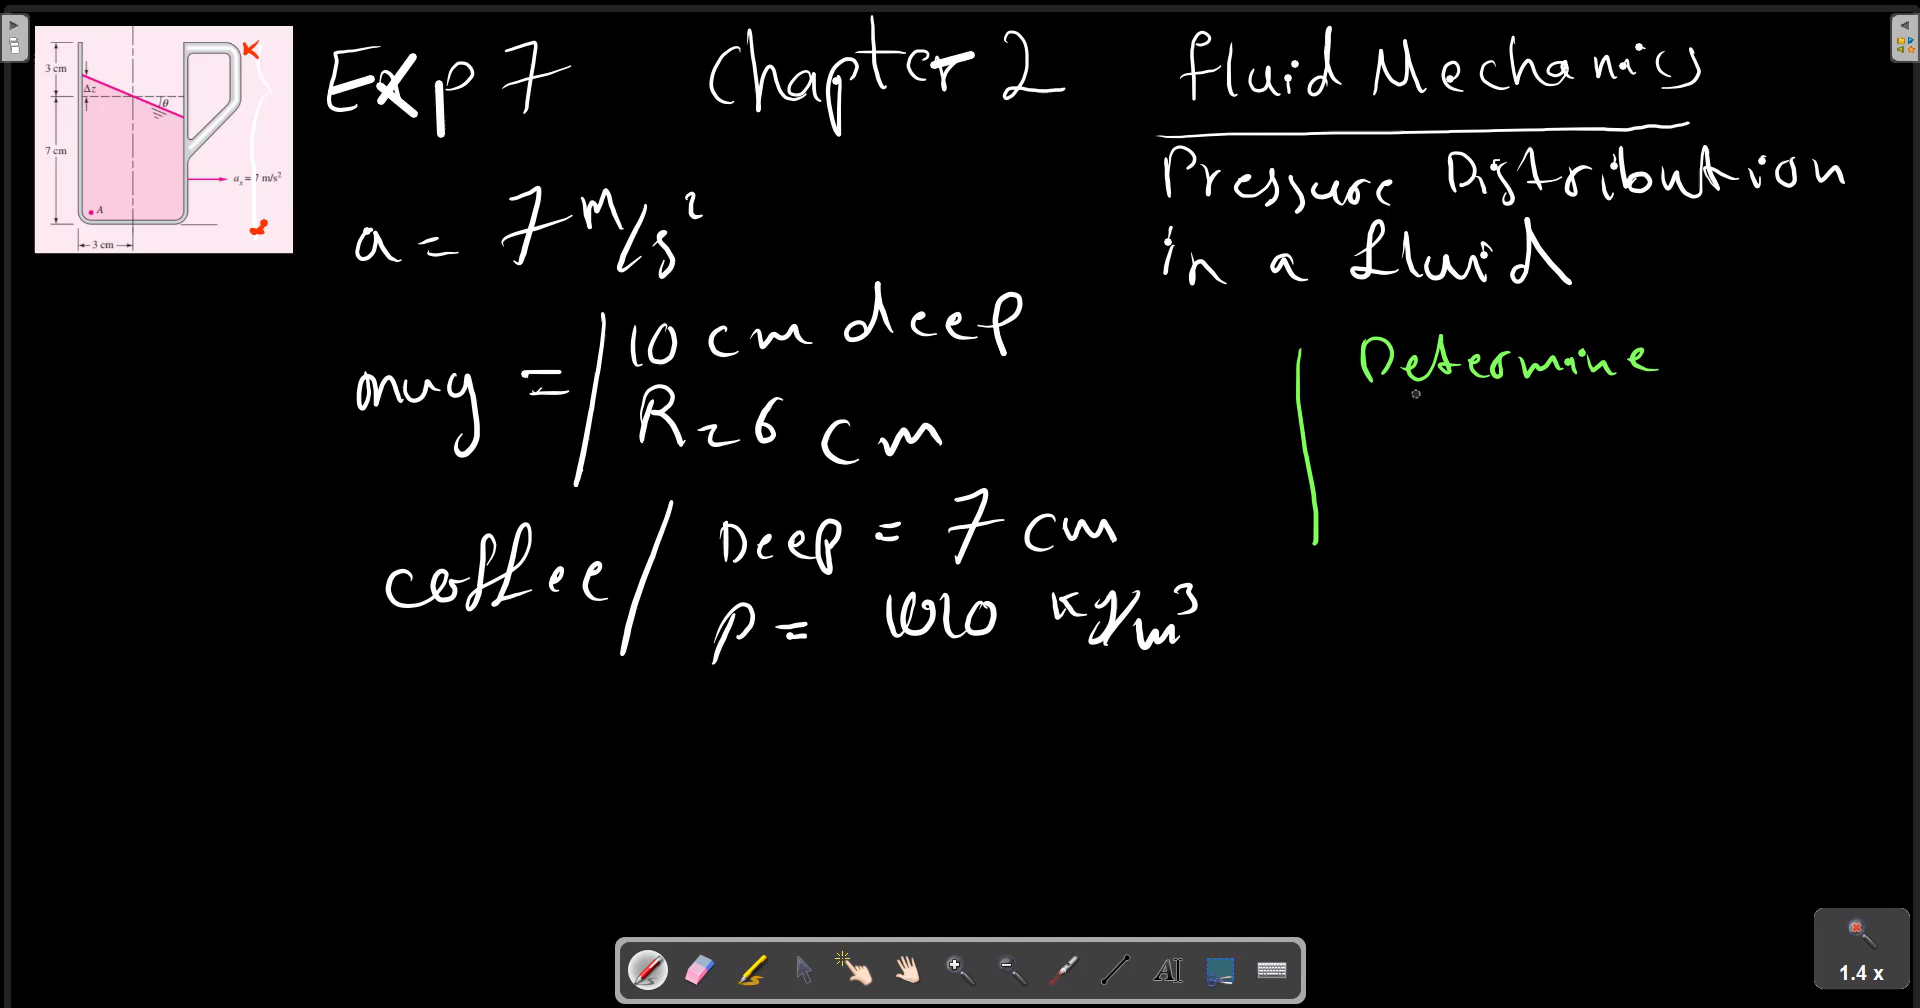 Exp 7 Chapter 2 Fluid Mechanics
Pressure Distribution
in a fluid
3 cm
Δz
θ
7 cm
aₓ = 7 m/s²
A
3 cm
a = 7 m/s²
mug = 10 cm deep
R = 6 cm
Determine
coffee / Deep = 7 cm
ρ = 1010 kg/m³
1.4 x